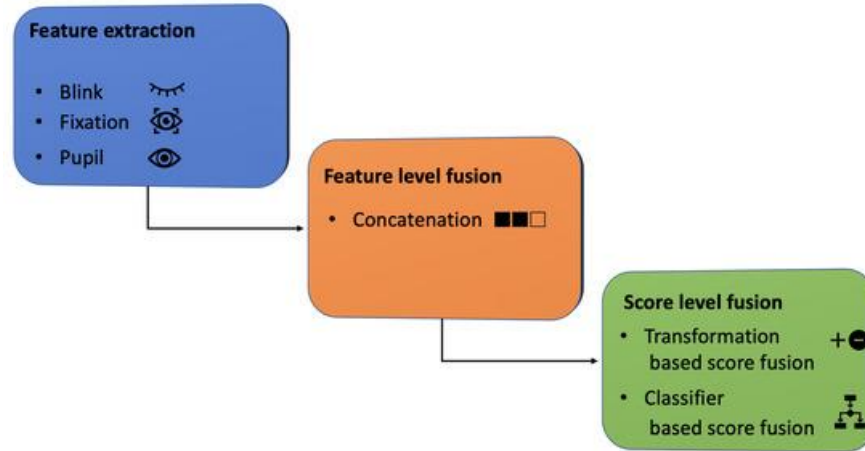 Feature extraction
• Blink
• Fixation
• Pupil
Feature level fusion
• Concatenation
Score level fusion
• Transformation
based score fusion
• Classifier
based score fusion